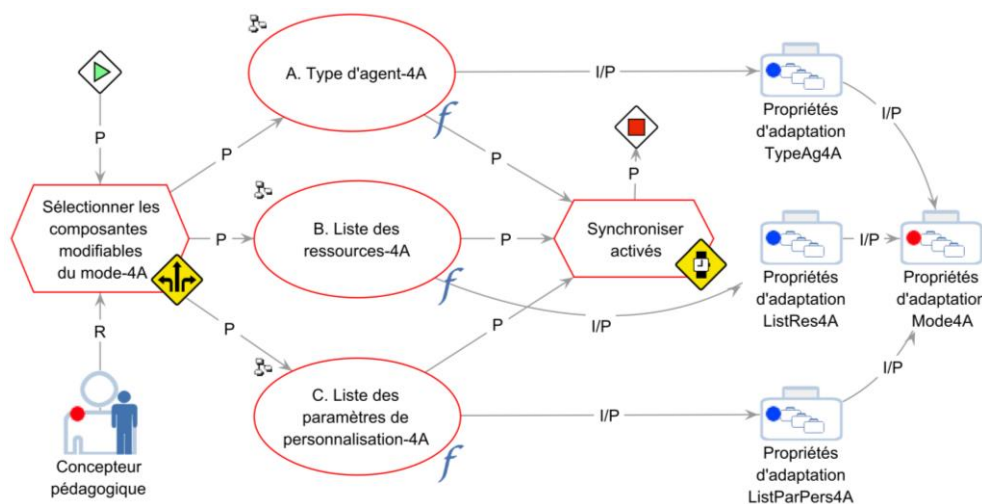 P
Sélectionner les
composantes
modifiables
du mode-4A
R
Concepteur
pédagogique
P
P
P
A. Type d'agent-4A
f
B. Liste des
ressources-4A
f
C. Liste des
paramètres de
personnalisation-4A
f
P
P
P
P
Synchroniser
activés
I/P
I/P
I/P
Propriétés
d'adaptation
TypeAg4A
Propriétés
d'adaptation
ListRes4A
Propriétés
d'adaptation
ListParPers4A
I/P
I/P
I/P
Propriétés
d'adaptation
Mode4A